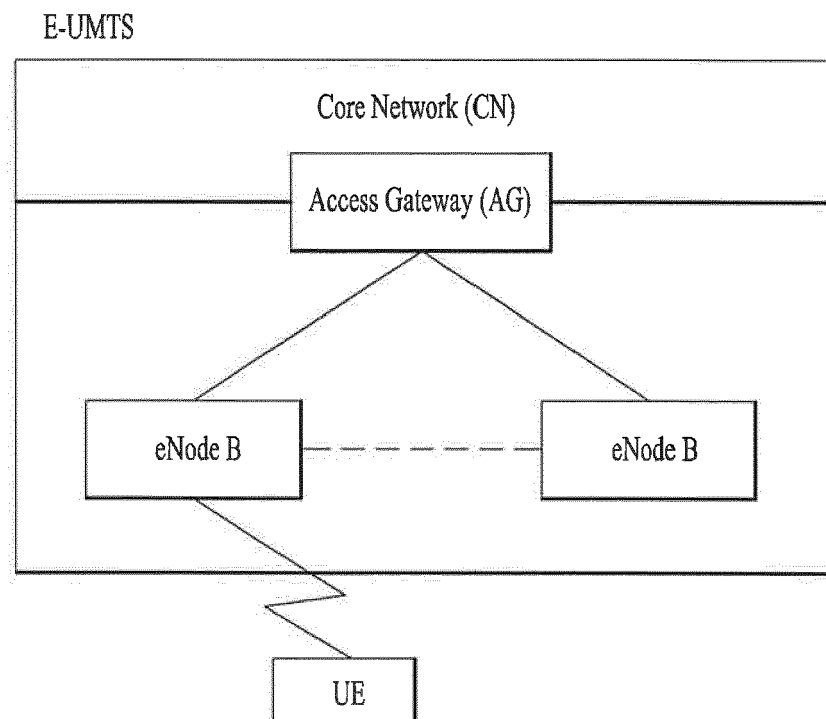 E-UMTS
Core Network (CN)
Access Gateway (AG)
eNode B
eNode B
UE